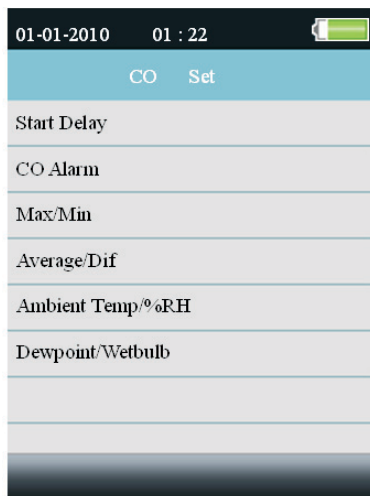 01-01-2010 01 : 22
CO Set
Start Delay
CO Alarm
Max/Min
Average/Dif
Ambient Temp/%RH
Dewpoint/Wetbulb